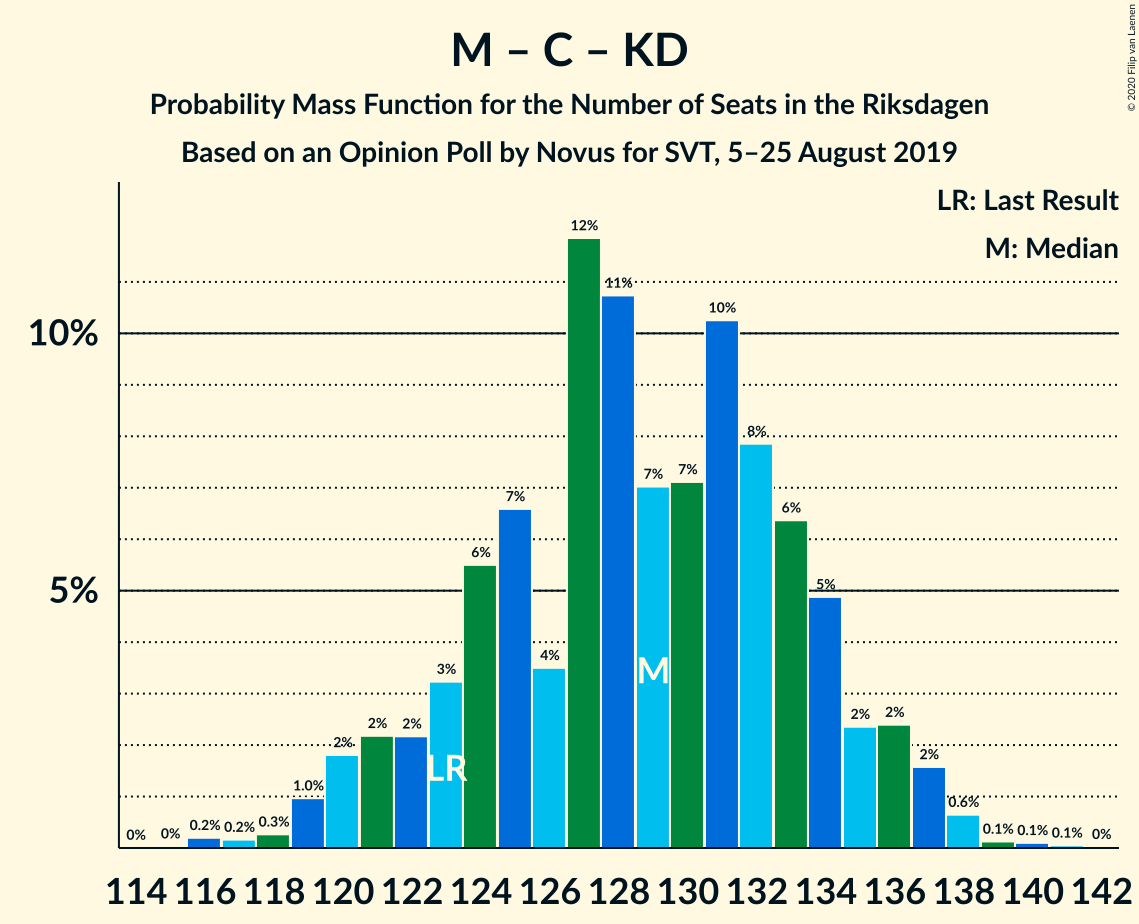 M – C – KD
Probability Mass Function for the Number of Seats in the Riksdagen
Based on an Opinion Poll by Novus for SVT, 5–25 August 2019
© 2020 Filip van Laenen
LR: Last Result
M: Median
10%
5%
0% 0% 0.2% 0.2% 0.3% 1.0% 2% 2% 2% 3% 6% 7% 4% 12% 11% 7% 7% 10% 8% 6% 5% 2% 2% 2% 0.6% 0.1% 0.1% 0.1% 0%
LR
M
114 116 118 120 122 124 126 128 130 132 134 136 138 140 142